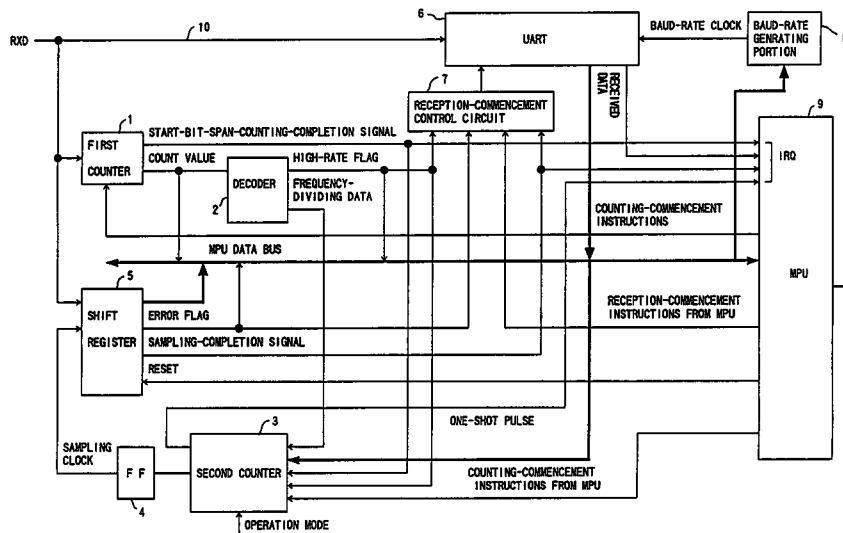 6
10
RXD
UART
BAUD-RATE CLOCK
BAUD-RATE
GENRATING
PORTION
RECEIVED
DATA
7
RECEPTION-COMMENCEMENT
CONTROL CIRCUIT
9
1
START-BIT-SPAN-COUNTING-COMPLETION SIGNAL
FIRST
COUNTER
COUNT VALUE
HIGH-RATE FLAG
DECODER
2
FREQUENCY-
DIVIDING DATA
IRQ
COUNTING-COMMENCEMENT
INSTRUCTIONS
MPU DATA BUS
MPU
5
SHIFT
REGISTER
ERROR FLAG
SAMPLING-COMPLETION SIGNAL
RECEPTION-COMMENCEMENT
INSTRUCTIONS FROM MPU
RESET
ONE-SHOT PULSE
3
SAMPLING
CLOCK
F F
4
SECOND COUNTER
COUNTING-COMMENCEMENT
INSTRUCTIONS FROM MPU
OPERATION MODE